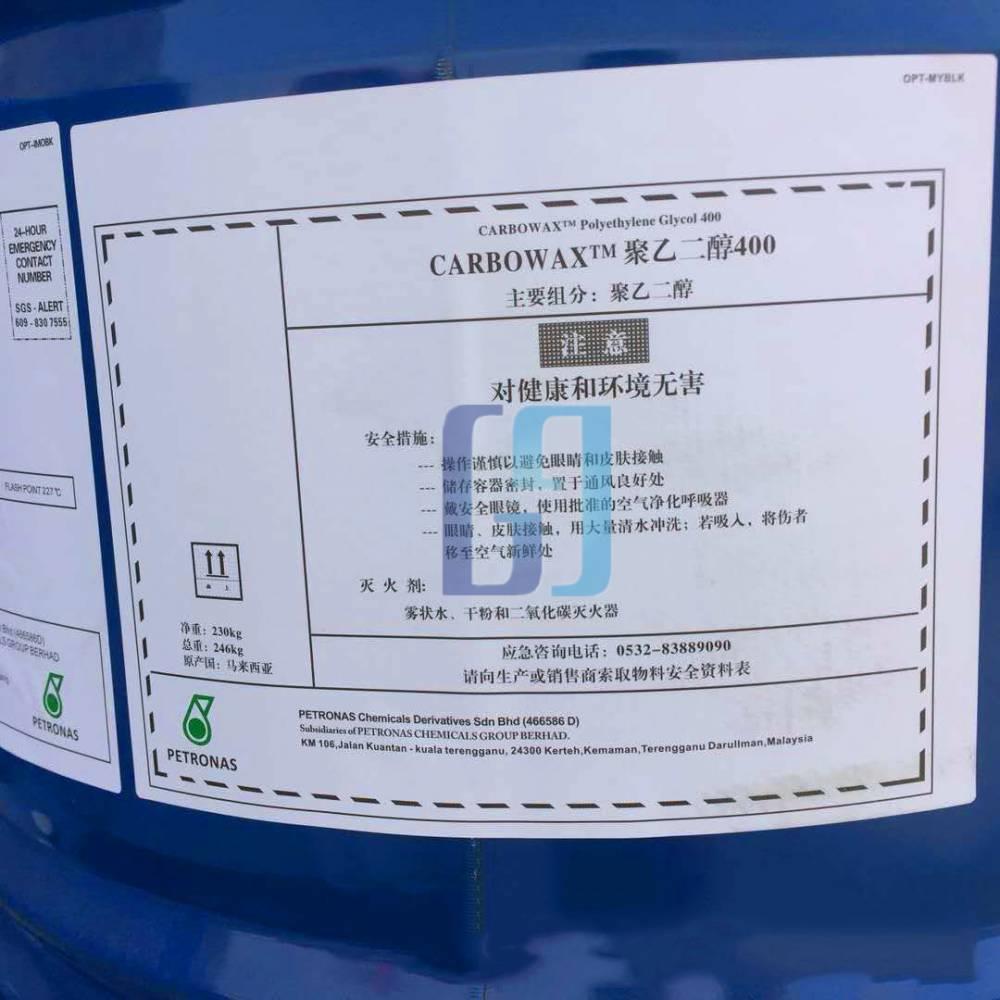 OPT-IMOBK
24-HOUR
EMERGENCY
CONTACT
NUMBER
SGS - ALERT
609 - 830 7555
FLASH POINT 227℃
(466586D)
GROUP BERHAD
PETRONAS
OPT-MYBLK
CARBOWAX™ Polyethylene Glycol 400
CARBOWAX™ 聚乙二醇400
主要组分：聚乙二醇
注 意
对健康和环境无害
安全措施：
--- 操作谨慎以避免眼睛和皮肤接触
--- 储存容器密封，置于通风良好处
--- 戴安全眼镜，使用批准的空气净化呼吸器
--- 眼睛、皮肤接触，用大量清水冲洗；若吸入，将伤者
移至空气新鲜处
灭 火 剂：
雾状水、干粉和二氧化碳灭火器
净重：230kg
总重：246kg
原产国：马来西亚
应急咨询电话：0532-83889090
请向生产或销售商索取物料安全资料表
PETRONAS
PETRONAS Chemicals Derivatives Sdn Bhd (466586 D)
Subsidiaries of PETRONAS CHEMICALS GROUP BERHAD.
KM 106,Jalan Kuantan - kuala terengganu, 24300 Kerteh,Kemaman,Terengganu Darullman,Malaysia